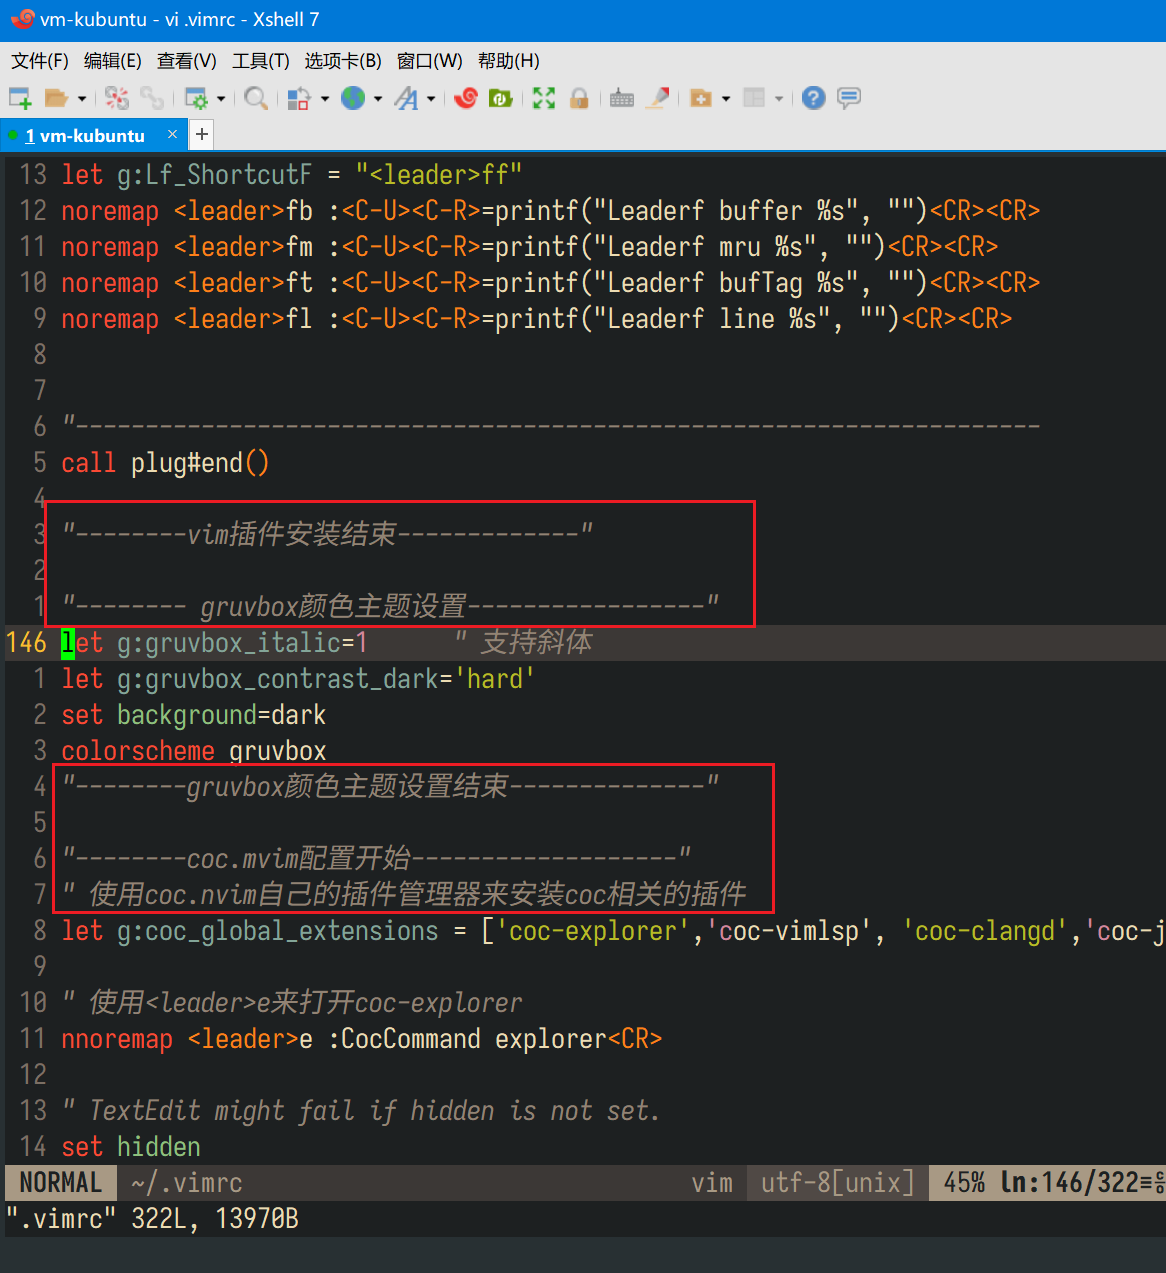 vm-kubuntu - vi .vimrc - Xshell 7
文件(F) 编辑(E) 查看(V) 工具(T) 选项卡(B) 窗口(W) 帮助(H)
1 vm-kubuntu × +
13 let g:Lf_ShortcutF = "<leader>ff"
12 noremap <leader>fb :<C-U><C-R>=printf("Leaderf buffer %s", "")<CR><CR>
11 noremap <leader>fm :<C-U><C-R>=printf("Leaderf mru %s", "")<CR><CR>
10 noremap <leader>ft :<C-U><C-R>=printf("Leaderf bufTag %s", "")<CR><CR>
9 noremap <leader>fl :<C-U><C-R>=printf("Leaderf line %s", "")<CR><CR>
8
7
6 "---------------------------------------------------------------------
5 call plug#end()
4
3 "--------vim插件安装结束-------------"
2
1 "-------- gruvbox颜色主题设置-----------------"
146 let g:gruvbox_italic=1 " 支持斜体
1 let g:gruvbox_contrast_dark='hard'
2 set background=dark
3 colorscheme gruvbox
4 "--------gruvbox颜色主题设置结束--------------"
5
6 "--------coc.mvim配置开始-------------------"
7 " 使用coc.nvim自己的插件管理器来安装coc相关的插件
8 let g:coc_global_extensions = ['coc-explorer','coc-vimlsp', 'coc-clangd','coc-j
9
10 " 使用<leader>e来打开coc-explorer
11 nnoremap <leader>e :CocCommand explorer<CR>
12
13 " TextEdit might fail if hidden is not set.
14 set hidden
NORMAL ~/.vimrc vim utf-8[unix] 45% ln:146/322≡
".vimrc" 322L, 13970B